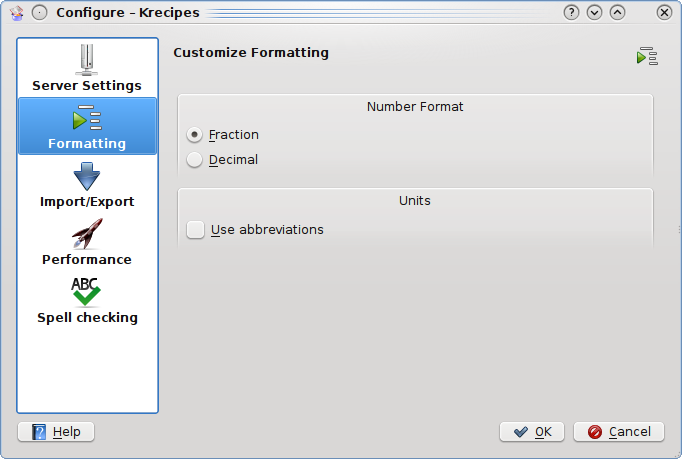 Configure – Krecipes
Server Settings
Formatting
Import/Export
Performance
ABC
Spell checking
Customize Formatting
Number Format
Fraction
Decimal
Units
Use abbreviations
Help
OK
Cancel